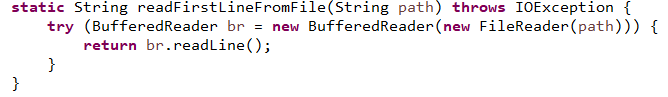 static String readFirstLineFromFile(String path) throws IOException {
    try (BufferedReader br = new BufferedReader(new FileReader(path))) {
        return br.readLine();
    }
}